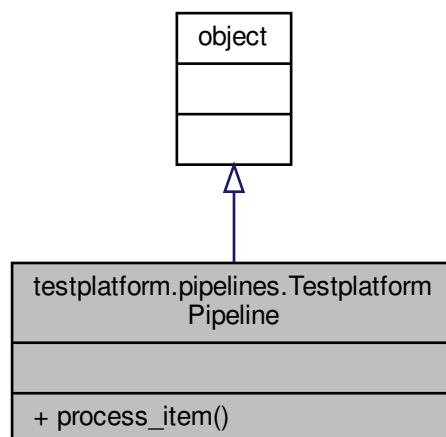 object
testplatform.pipelines.Testplatform
Pipeline
+ process_item()